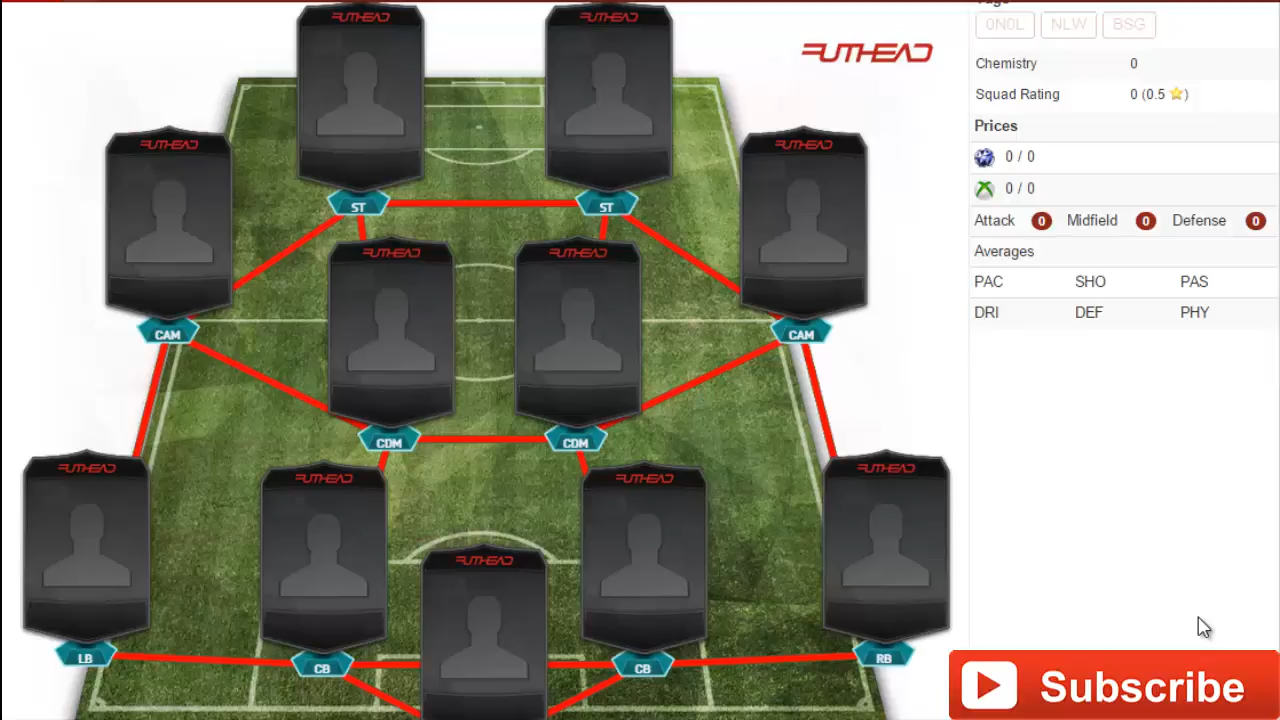 FUTHEAD
FUTHEAD
FUTHEAD
0N0L NLW BSG
Chemistry 0
Squad Rating 0 (0.5 ⭐)
Prices
0 / 0
0 / 0
Attack 0 Midfield 0 Defense 0
Averages
PAC SHO PAS
DRI DEF PHY
FUTHEAD
FUTHEAD
ST
ST
FUTHEAD
FUTHEAD
CAM
CAM
CDM
CDM
FUTHEAD
FUTHEAD
FUTHEAD
FUTHEAD
FUTHEAD
LB
CB
CB
RB
Subscribe